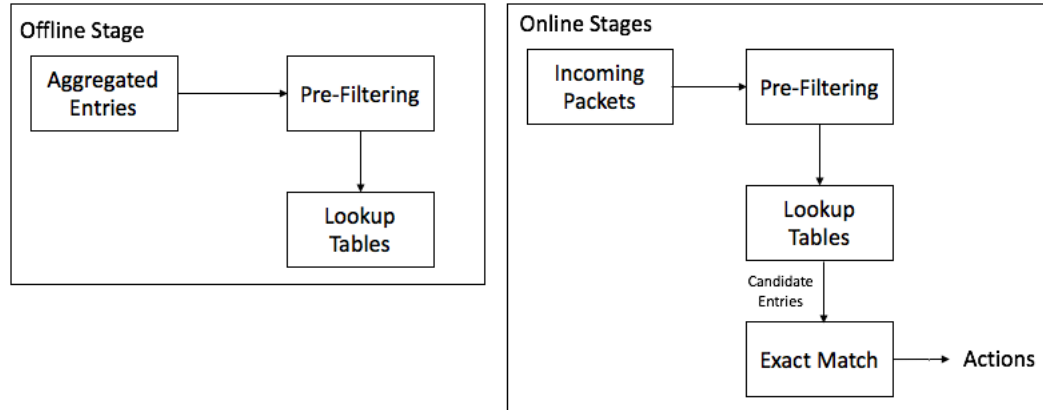 Offline Stage
Aggregated
Entries
Pre-Filtering
Lookup
Tables
Online Stages
Incoming
Packets
Pre-Filtering
Lookup
Tables
Candidate
Entries
Exact Match
Actions